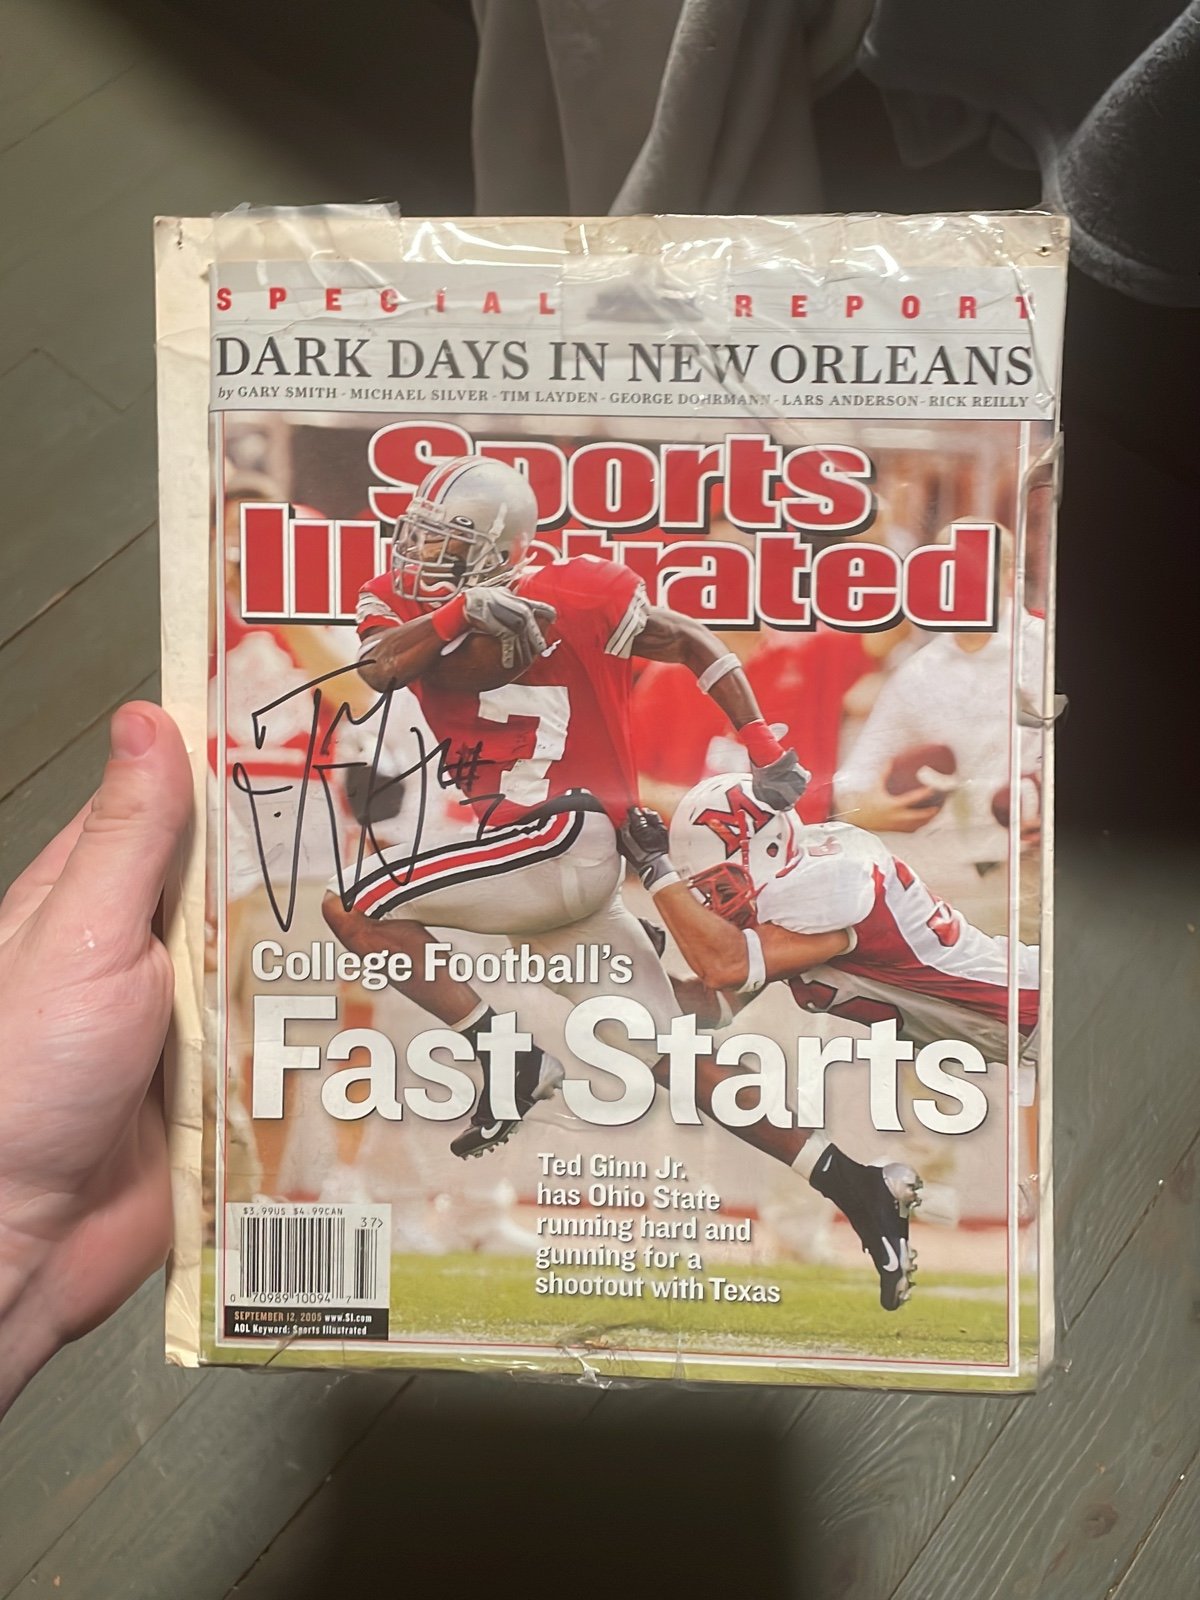 SPECIAL REPORT
DARK DAYS IN NEW ORLEANS
by GARY SMITH - MICHAEL SILVER - TIM LAYDEN - GEORGE DOHRMANN - LARS ANDERSON - RICK REILLY
Sports
Illustrated
7
#7
College Football's
Fast Starts
Ted Ginn Jr.
has Ohio State
running hard and
gunning for a
shootout with Texas
$3.99US $4.99CAN
37>
0 70989 10094 7
SEPTEMBER 12, 2005 www.SI.com
AOL Keyword: Sports Illustrated